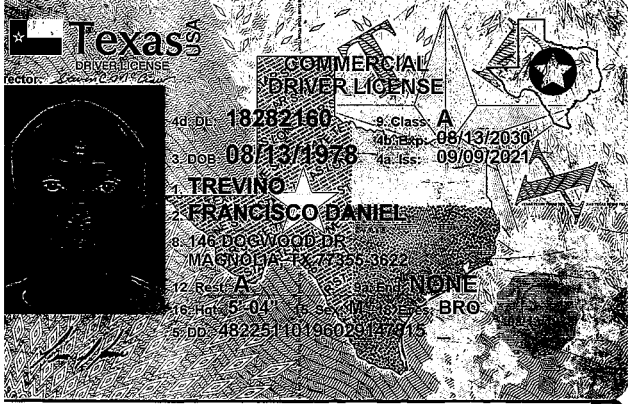 Texas
USA
DRIVER LICENSE
COMMERCIAL
DRIVER LICENSE
4d. DL: 18282160 9. Class: A
4b. Exp: 08/13/2030
3. DOB: 08/13/1978 4a. Iss: 09/09/2021
1. TREVINO
2. FRANCISCO DANIEL
8. 146 DOGWOOD DR
MAGNOLIA, TX 77355-3622
12. Rest: A 9a. End: NONE
16. Hgt: 5'-04" 15. Sex: M 18. Eyes: BRO
5. DD: